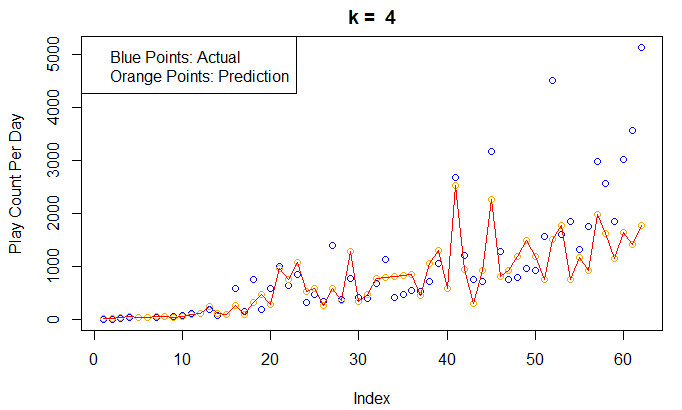 k = 4
Blue Points: Actual
Orange Points: Prediction
Play Count Per Day
5000
4000
3000
2000
1000
0
0 10 20 30 40 50 60
Index